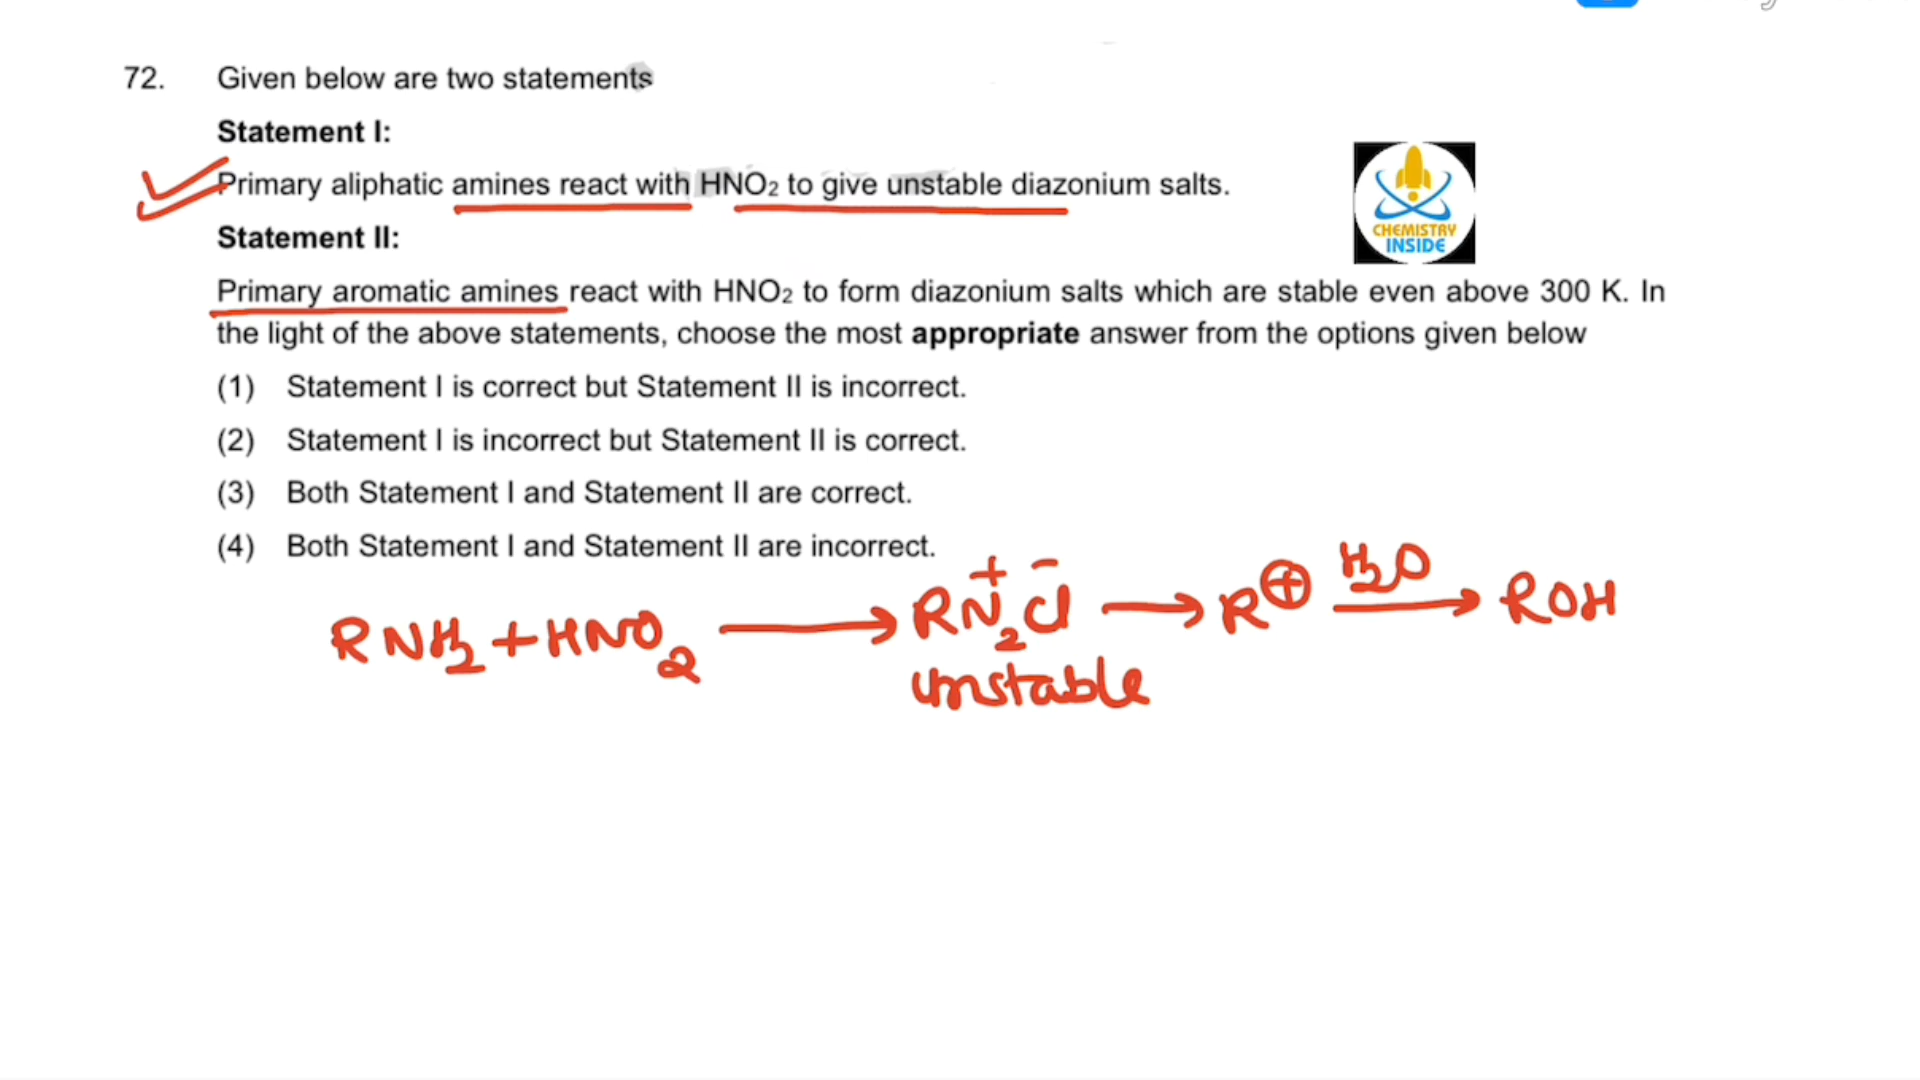 72. Given below are two statements
Statement I:
Primary aliphatic amines react with HNO₂ to give unstable diazonium salts.
CHEMISTRY
INSIDE
Statement II:
Primary aromatic amines react with HNO₂ to form diazonium salts which are stable even above 300 K. In
the light of the above statements, choose the most appropriate answer from the options given below
(1) Statement I is correct but Statement II is incorrect.
(2) Statement I is incorrect but Statement II is correct.
(3) Both Statement I and Statement II are correct.
(4) Both Statement I and Statement II are incorrect.
RNH₂ + HNO₂ ⟶ RN₂⁺Cl⁻ ⟶ R⊕ H₂O ⟶ ROH
unstable